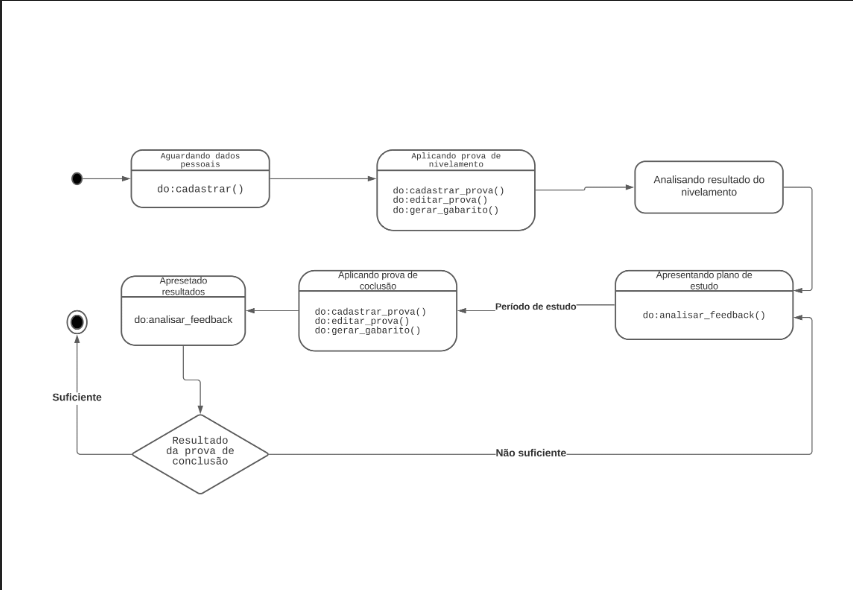 Aguardando dados
pessoais
do:cadastrar()
Aplicando prova de
nivelamento
do:cadastrar_prova()
do:editar_prova()
do:gerar_gabarito()
Analisando resultado do
nivelamento
Apresetado
resultados
do:analisar_feedback
Aplicando prova de
coclusão
do:cadastrar_prova()
do:editar_prova()
do:gerar_gabarito()
Período de estudo
Apresentando plano de
estudo
do:analisar_feedback()
Suficiente
Resultado
da prova de
conclusão
Não suficiente